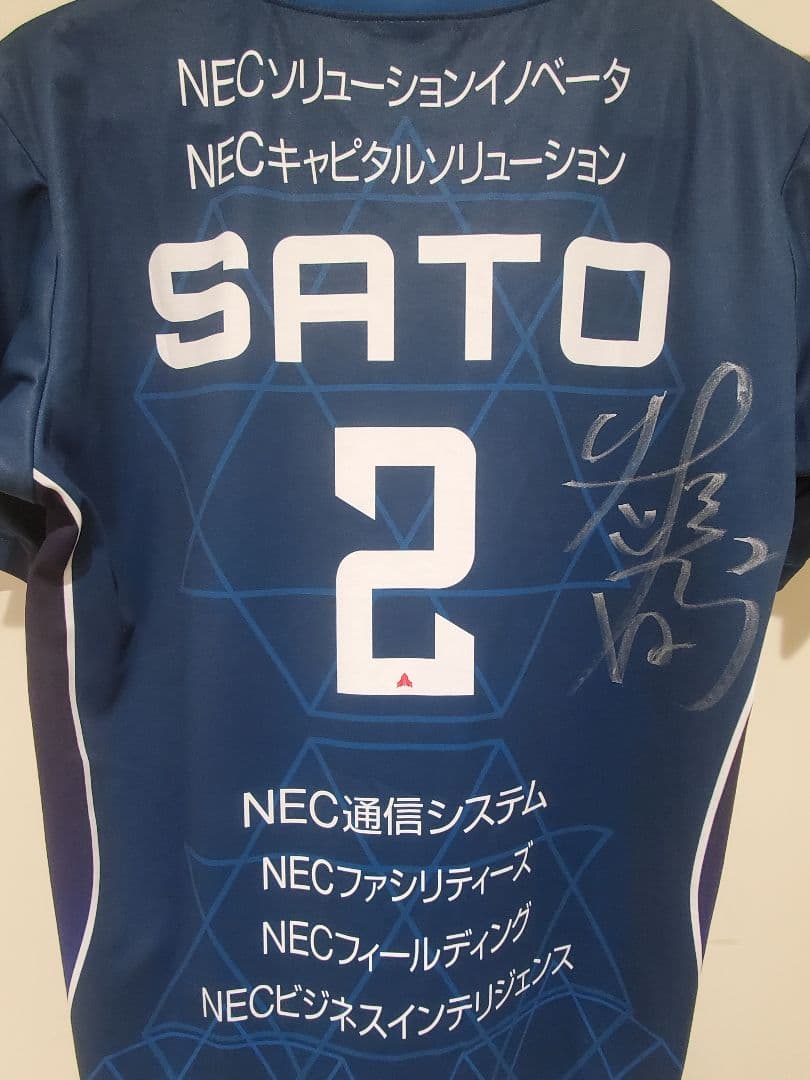 NECソリューションイノベータ
NECキャピタルソリューション
SATO
2
NEC通信システム
NECファシリティーズ
NECフィールディング
NECビジネスインテリジェンス